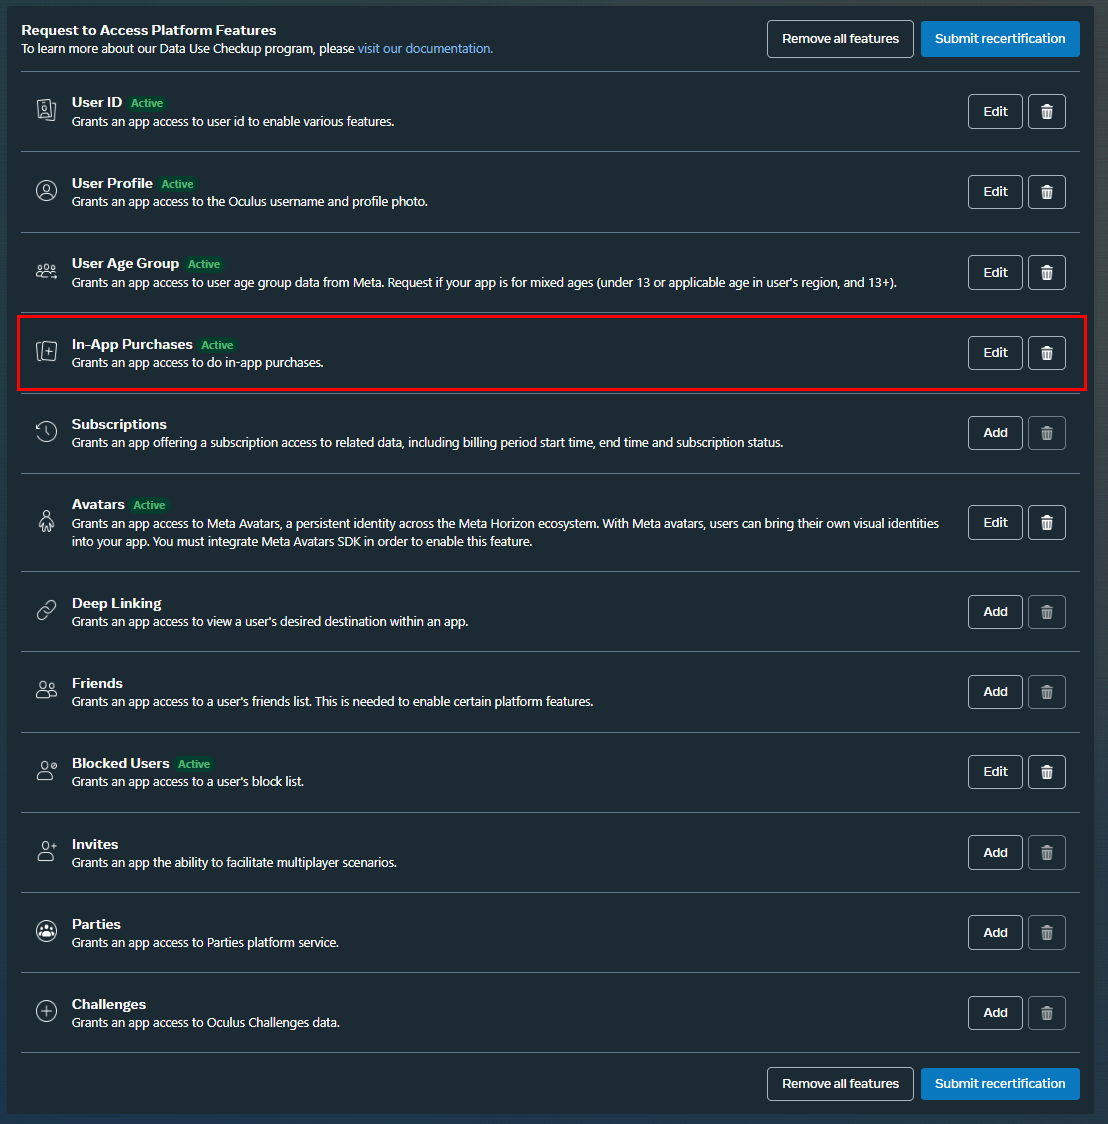 Request to Access Platform Features
To learn more about our Data Use Checkup program, please visit our documentation.
Remove all features
Submit recertification
User ID Active
Grants an app access to user id to enable various features.
Edit
User Profile Active
Grants an app access to the Oculus username and profile photo.
Edit
User Age Group Active
Grants an app access to user age group data from Meta. Request if your app is for mixed ages (under 13 or applicable age in user's region, and 13+).
Edit
In-App Purchases Active
Grants an app access to do in-app purchases.
Edit
Subscriptions
Grants an app offering a subscription access to related data, including billing period start time, end time and subscription status.
Add
Avatars Active
Grants an app access to Meta Avatars, a persistent identity across the Meta Horizon ecosystem. With Meta avatars, users can bring their own visual identities
into your app. You must integrate Meta Avatars SDK in order to enable this feature.
Edit
Deep Linking
Grants an app access to view a user's desired destination within an app.
Add
Friends
Grants an app access to a user's friends list. This is needed to enable certain platform features.
Add
Blocked Users Active
Grants an app access to a user's block list.
Edit
Invites
Grants an app the ability to facilitate multiplayer scenarios.
Add
Parties
Grants an app access to Parties platform service.
Add
Challenges
Grants an app access to Oculus Challenges data.
Add
Remove all features
Submit recertification